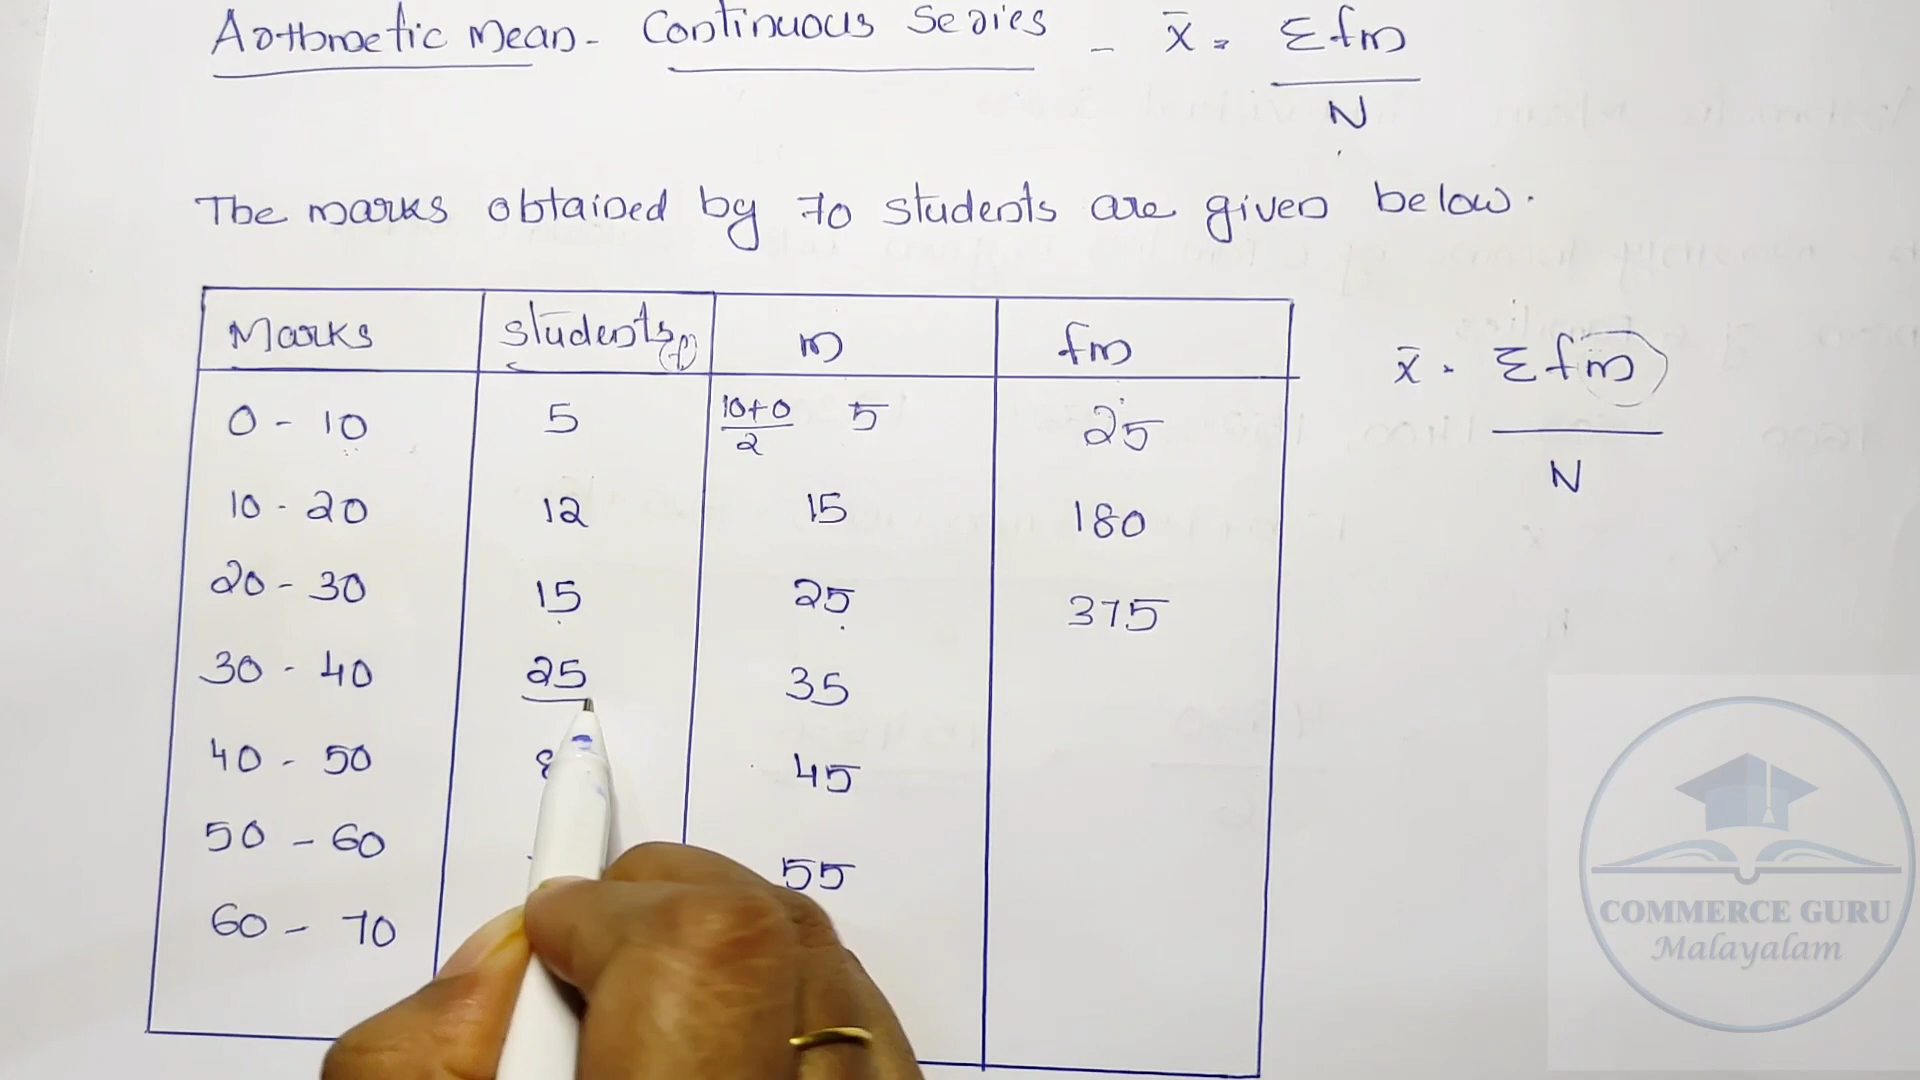 Arithmetic Mean - Continuous Series - x̄ = Σfm / N
The marks obtained by 70 students are given below.
Marks students (f) m fm
0 - 10 5 10+0/2 5 25
10 - 20 12 15 180
20 - 30 15 25 375
30 - 40 25 35
40 - 50 8 45
50 - 60 55
60 - 70
x̄ = Σfm / N
COMMERCE GURU
Malayalam